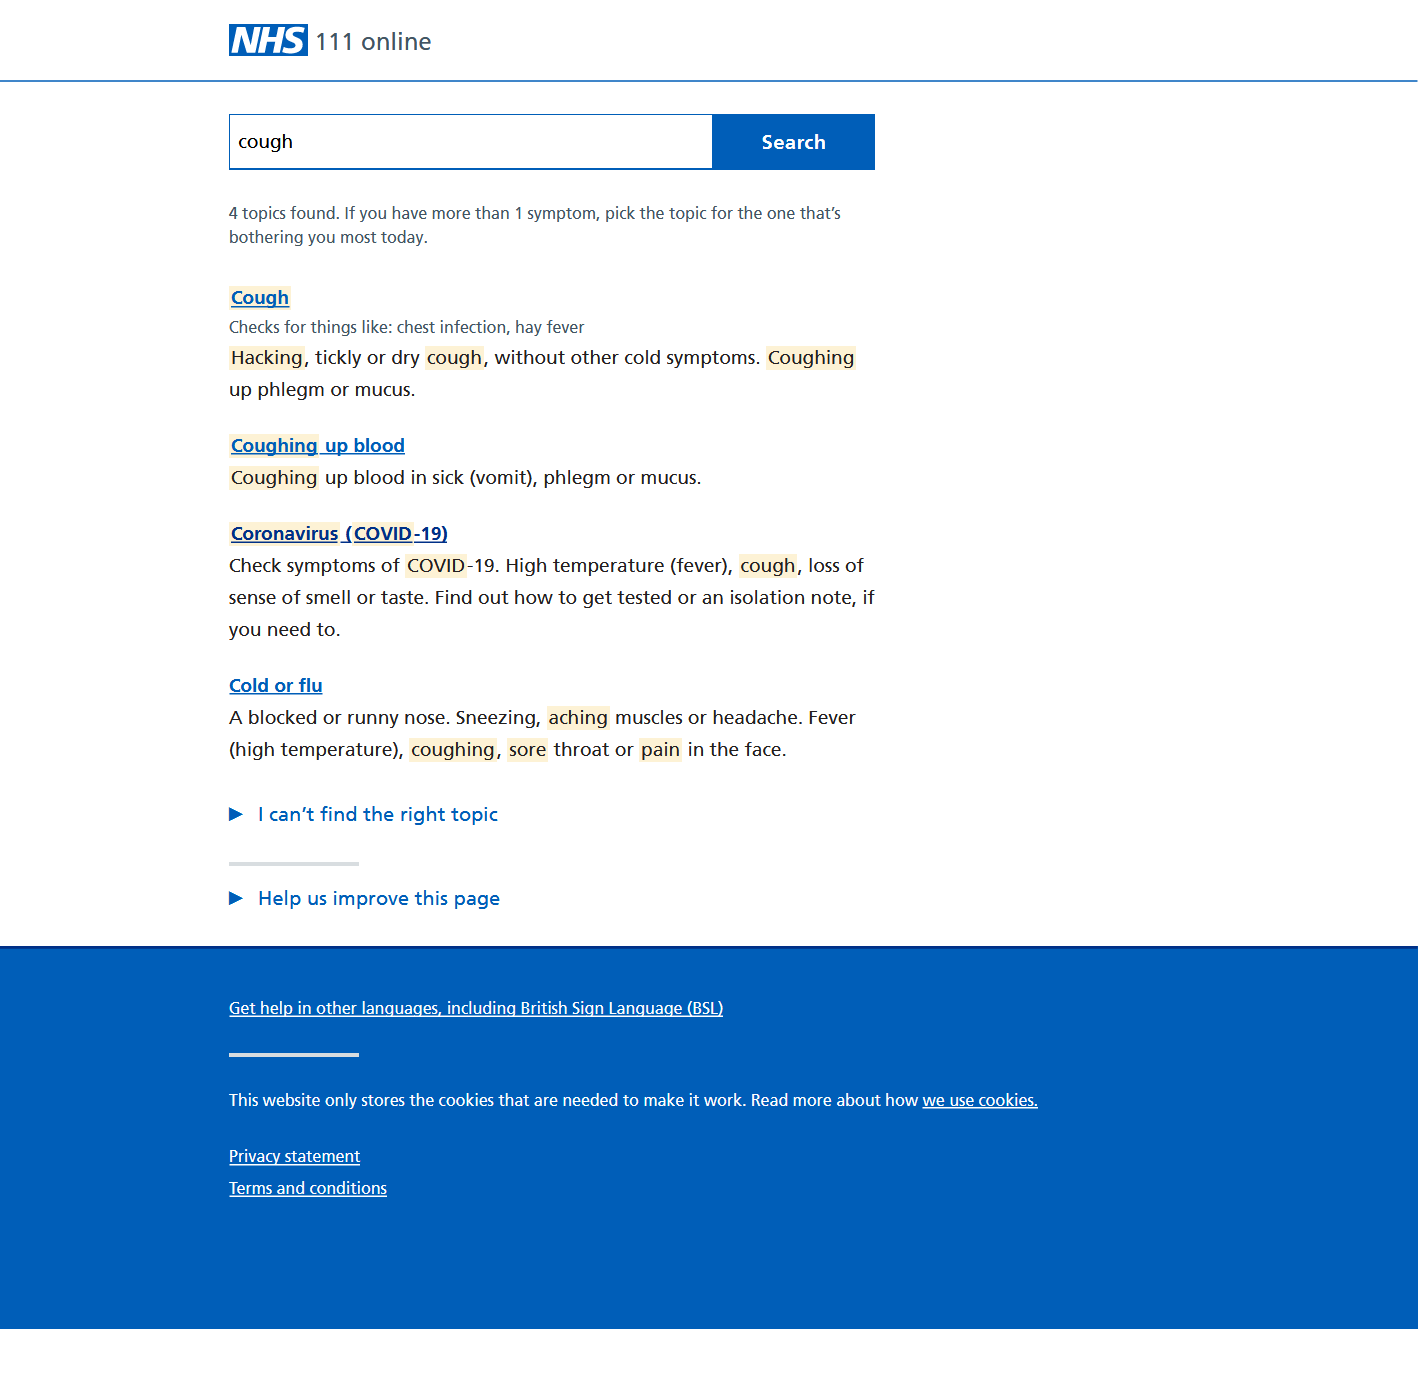 NHS 111 online
cough
Search
4 topics found. If you have more than 1 symptom, pick the topic for the one that's
bothering you most today.
Cough
Checks for things like: chest infection, hay fever
Hacking, tickly or dry cough, without other cold symptoms. Coughing
up phlegm or mucus.
Coughing up blood
Coughing up blood in sick (vomit), phlegm or mucus.
Coronavirus (COVID-19)
Check symptoms of COVID-19. High temperature (fever), cough, loss of
sense of smell or taste. Find out how to get tested or an isolation note, if
you need to.
Cold or flu
A blocked or runny nose. Sneezing, aching muscles or headache. Fever
(high temperature), coughing, sore throat or pain in the face.
I can't find the right topic
Help us improve this page
Get help in other languages, including British Sign Language (BSL)
This website only stores the cookies that are needed to make it work. Read more about how we use cookies.
Privacy statement
Terms and conditions